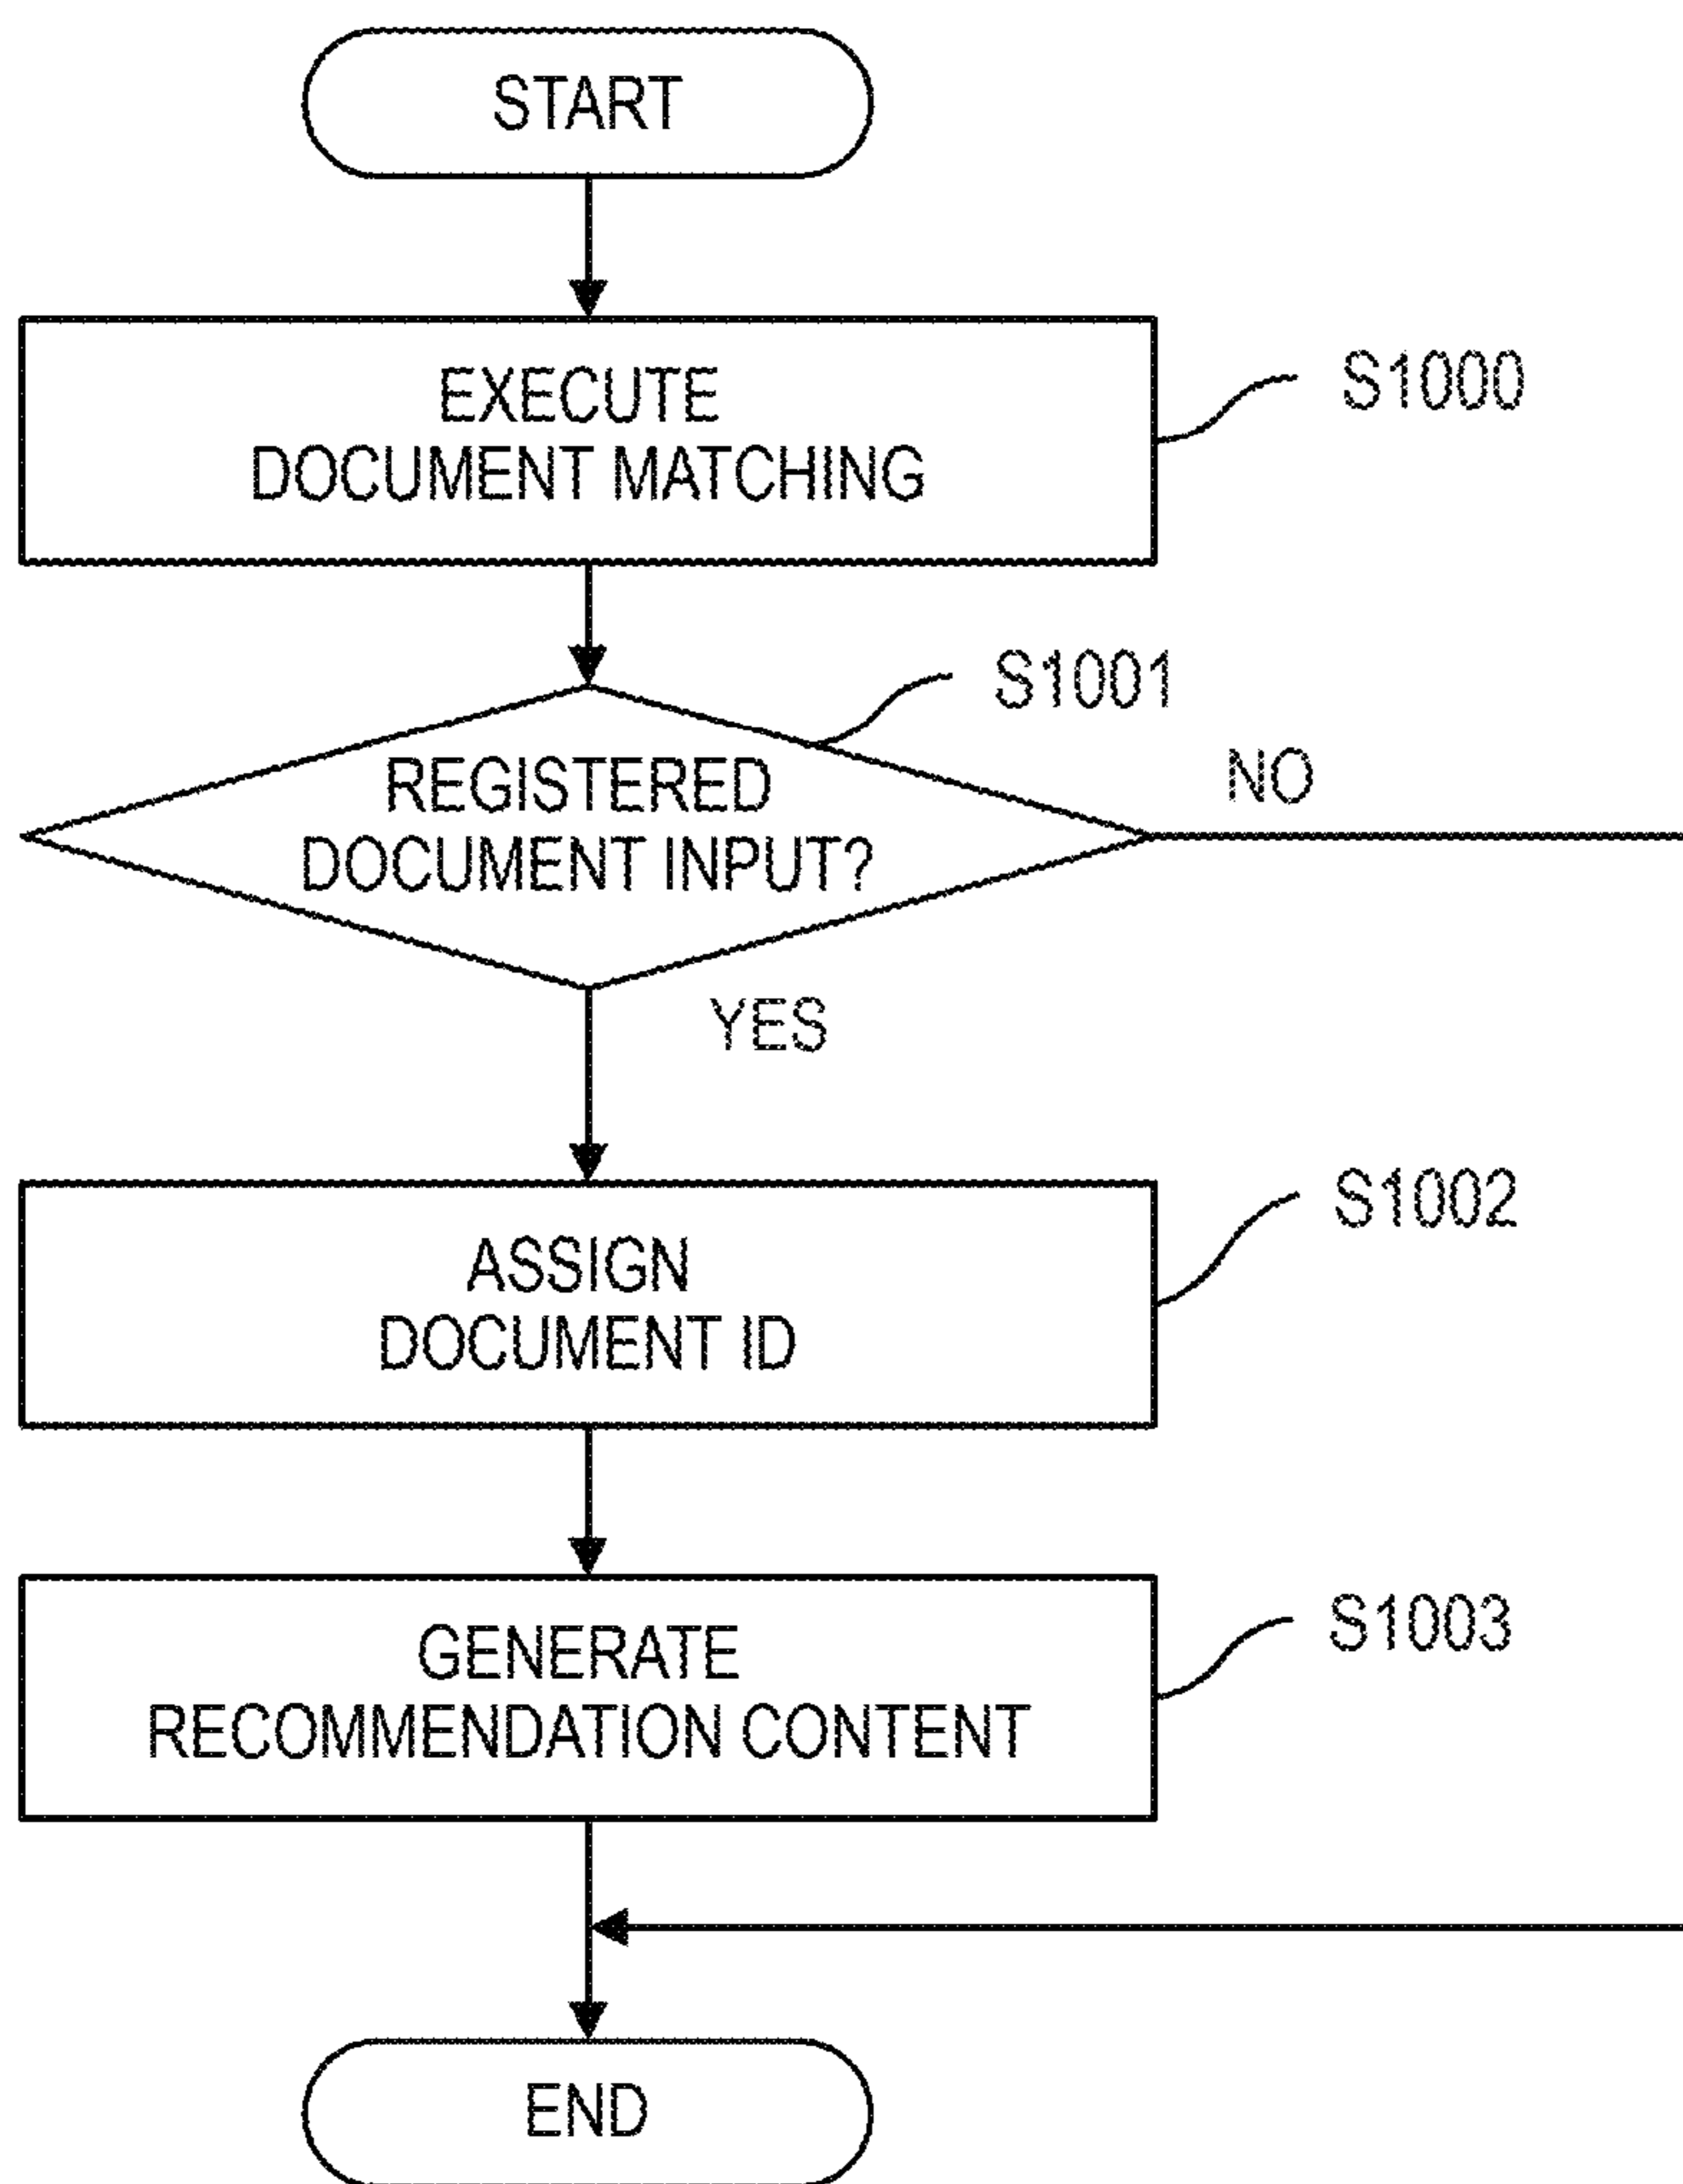 START
EXECUTE
DOCUMENT MATCHING
S1000
S1001
REGISTERED
DOCUMENT INPUT?
NO
YES
ASSIGN
DOCUMENT ID
S1002
GENERATE
RECOMMENDATION CONTENT
S1003
END